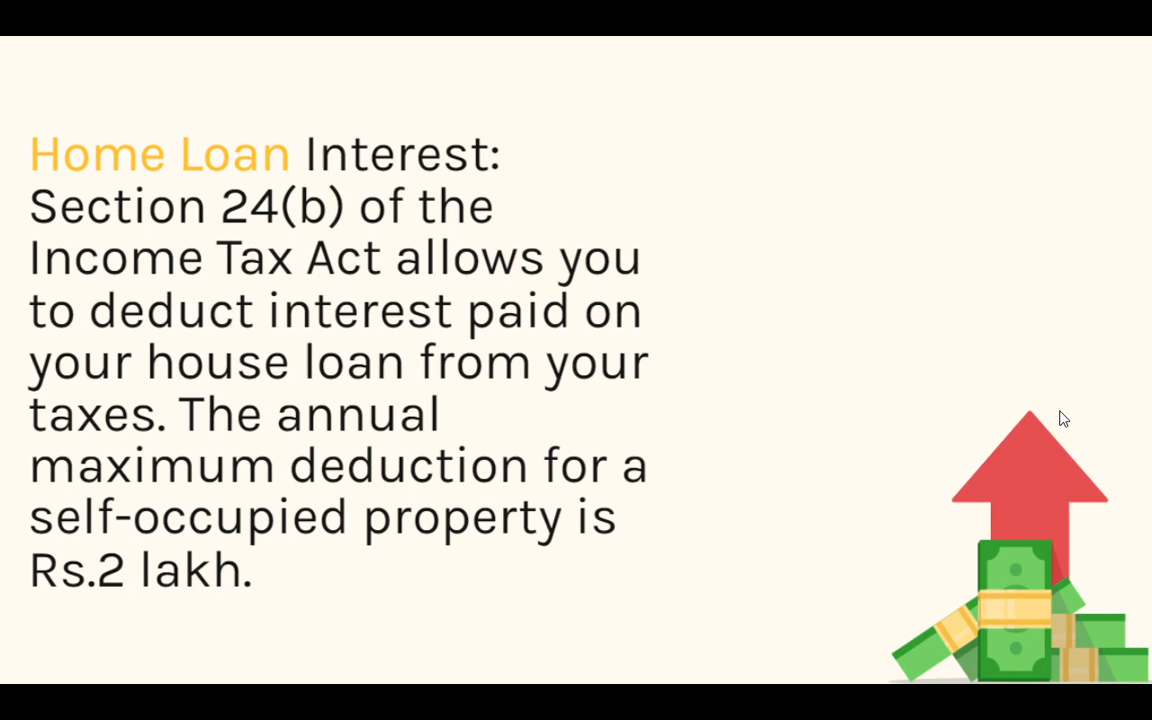 Home Loan Interest:
Section 24(b) of the
Income Tax Act allows you
to deduct interest paid on
your house loan from your
taxes. The annual
maximum deduction for a
self-occupied property is
Rs.2 lakh.